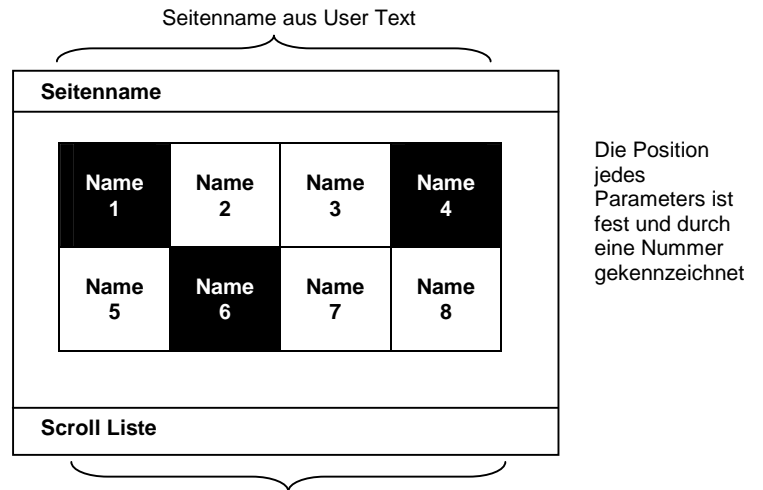 Seitenname aus User Text
Seitenname
Name Name Name Name
1 2 3 4
Name Name Name Name
5 6 7 8
Scroll Liste
Die Position
jedes
Parameters ist
fest und durch
eine Nummer
gekennzeichnet